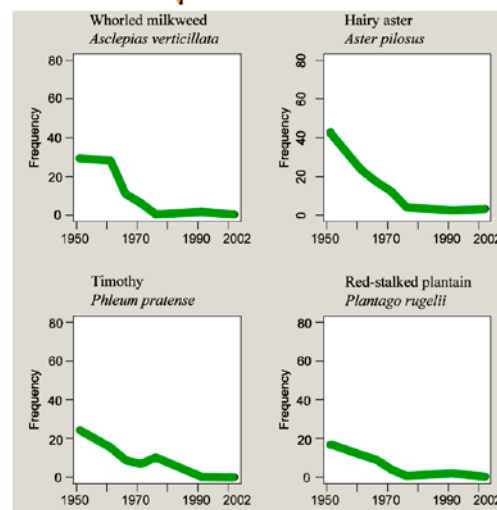 Whorled milkweed
Asclepias verticillata
80
60
40
20
0
Frequency
1950 1970 1990 2002
Hairy aster
Aster pilosus
80
60
40
20
0
Frequency
1950 1970 1990 2002
Timothy
Phleum pratense
80
60
40
20
0
Frequency
1950 1970 1990 2002
Red-stalked plantain
Plantago rugelii
80
60
40
20
0
Frequency
1950 1970 1990 2002